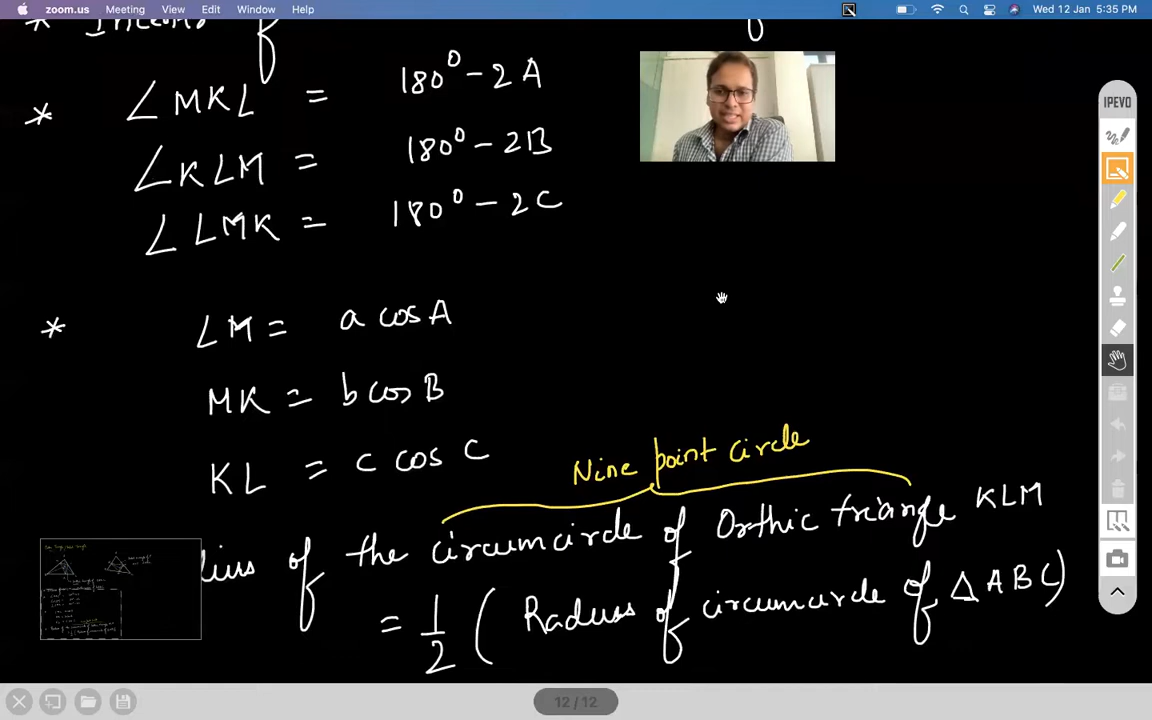 zoom.us Meeting View Edit Window Help Wed 12 Jan 5:35 PM
IPEVO
*
* ∠MKL = 180° - 2A
∠KLM = 180° - 2B
∠LMK = 180° - 2C
* LM = a cos A
MK = b cos B
KL = c cos C
Nine point circle
of the circumcircle of Orthic triangle KLM
= 1/2 ( Radius of circumcircle of △ABC)
12 / 12